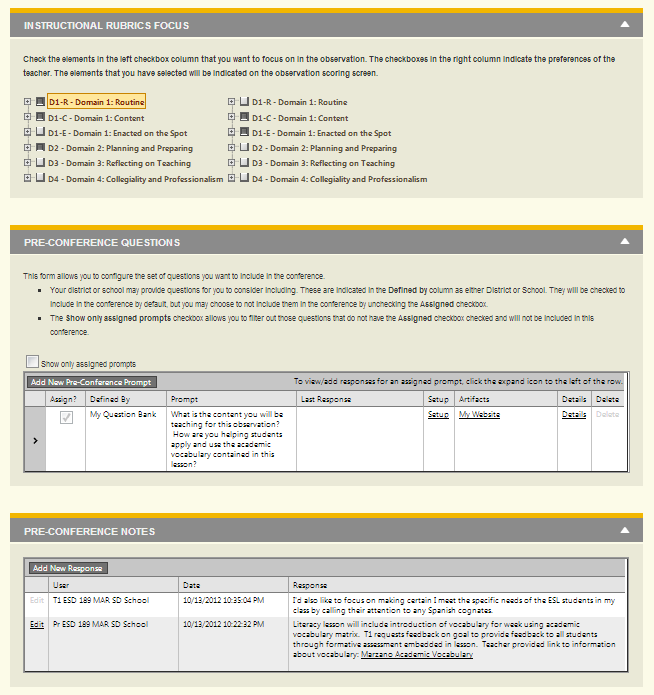 INSTRUCTIONAL RUBRICS FOCUS
Check the elements in the left checkbox column that you want to focus on in the observation. The checkboxes in the right column indicate the preferences of the
teacher. The elements that you have selected will be indicated on the observation scoring screen.
D1-R - Domain 1: Routine D1-R - Domain 1: Routine
D1-C - Domain 1: Content D1-C - Domain 1: Content
D1-E - Domain 1: Enacted on the Spot D1-E - Domain 1: Enacted on the Spot
D2 - Domain 2: Planning and Preparing D2 - Domain 2: Planning and Preparing
D3 - Domain 3: Reflecting on Teaching D3 - Domain 3: Reflecting on Teaching
D4 - Domain 4: Collegiality and Professionalism D4 - Domain 4: Collegiality and Professionalism
PRE-CONFERENCE QUESTIONS
This form allows you to configure the set of questions you want to include in the conference.
Your district or school may provide questions for you to consider including. These are indicated in the Defined by column as either District or School. They will be checked to
include in the conference by default, but you may choose to not include them in the conference by unchecking the Assigned checkbox.
The Show only assigned prompts checkbox allows you to filter out those questions that do not have the Assigned checkbox checked and will not be included in this
conference.
Show only assigned prompts
Add New Pre-Conference Prompt To view/add responses for an assigned prompt, click the expand icon to the left of the row.
Assign? Defined By Prompt Last Response Setup Artifacts Details Delete
My Question Bank What is the content you will be Setup My Website Details Delete
teaching for this observation?
How are you helping students
apply and use the academic
vocabulary contained in this
lesson?
PRE-CONFERENCE NOTES
Add New Response
User Date Response
Edit T1 ESD 189 MAR SD School 10/13/2012 10:35:04 PM I'd also like to focus on making certain I meet the specific needs of the ESL students in my
class by calling their attention to any Spanish cognates.
Edit Pr ESD 189 MAR SD School 10/13/2012 10:22:32 PM Literacy lesson will include introduction of vocabulary for week using academic
vocabulary matrix. T1 requests feedback on goal to provide feedback to all students
through formative assessment embedded in lesson. Teacher provided link to information
about vocabulary: Marzano Academic Vocabulary